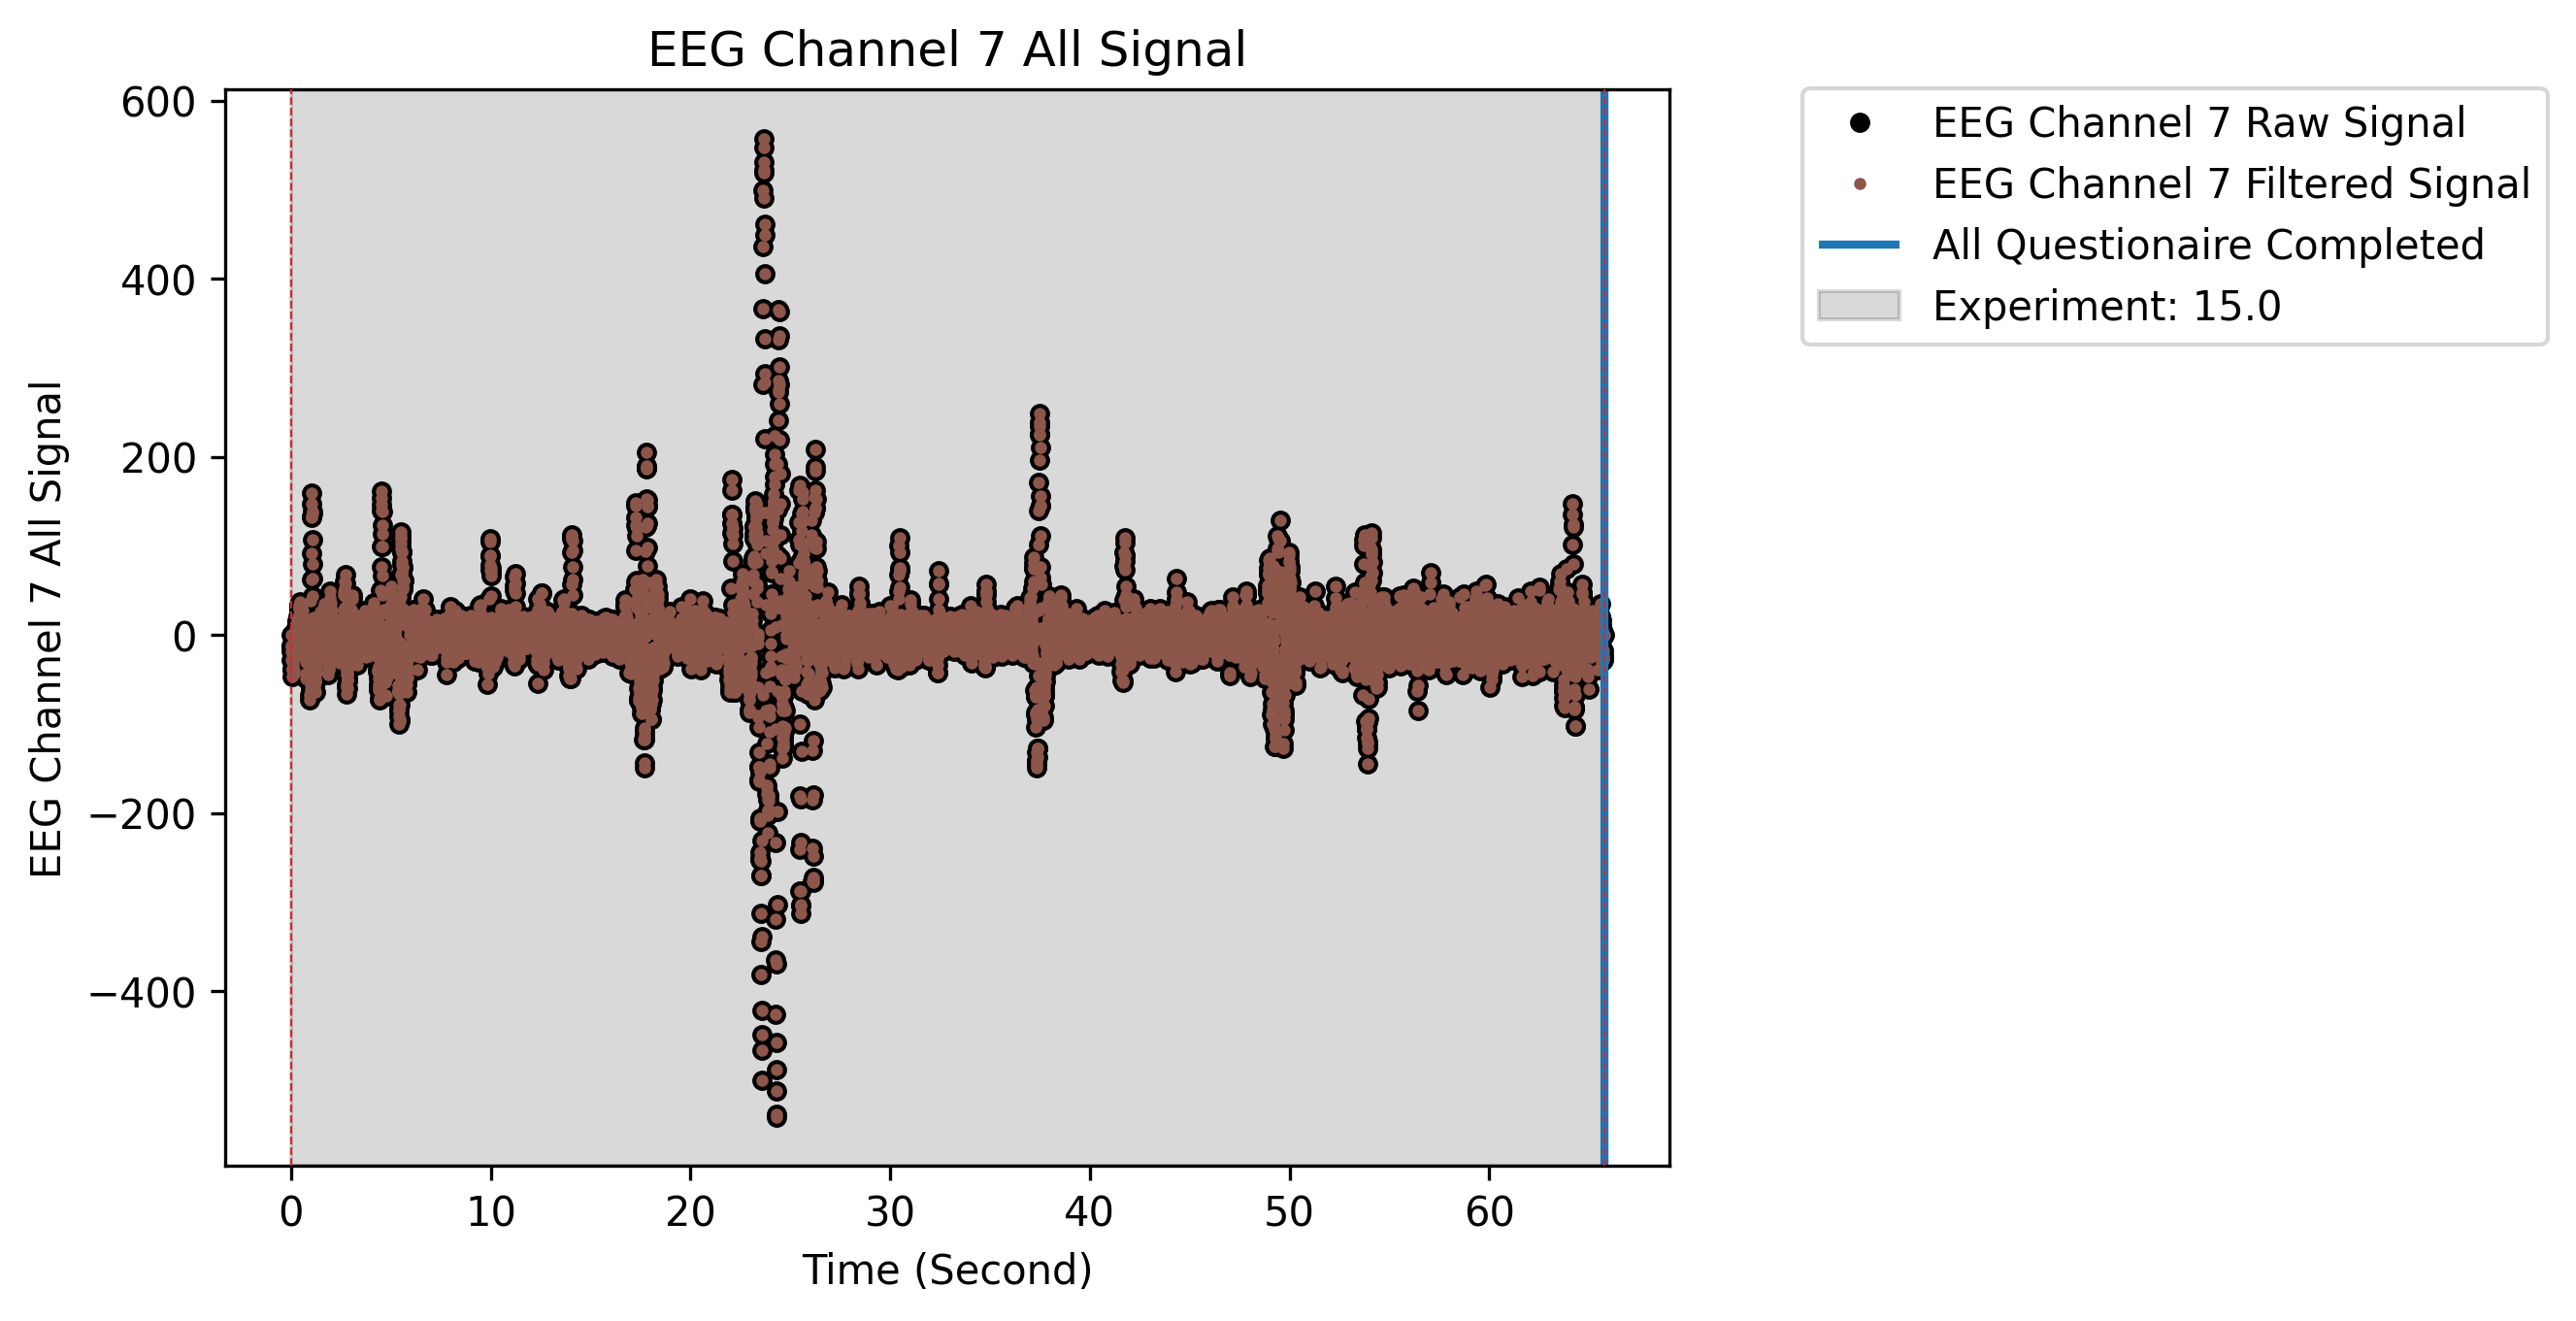 EEG Channel 7 All Signal
EEG Channel 7 All Signal
600
400
200
0
−200
−400
0 10 20 30 40 50 60
Time (Second)
EEG Channel 7 Raw Signal
EEG Channel 7 Filtered Signal
All Questionaire Completed
Experiment: 15.0